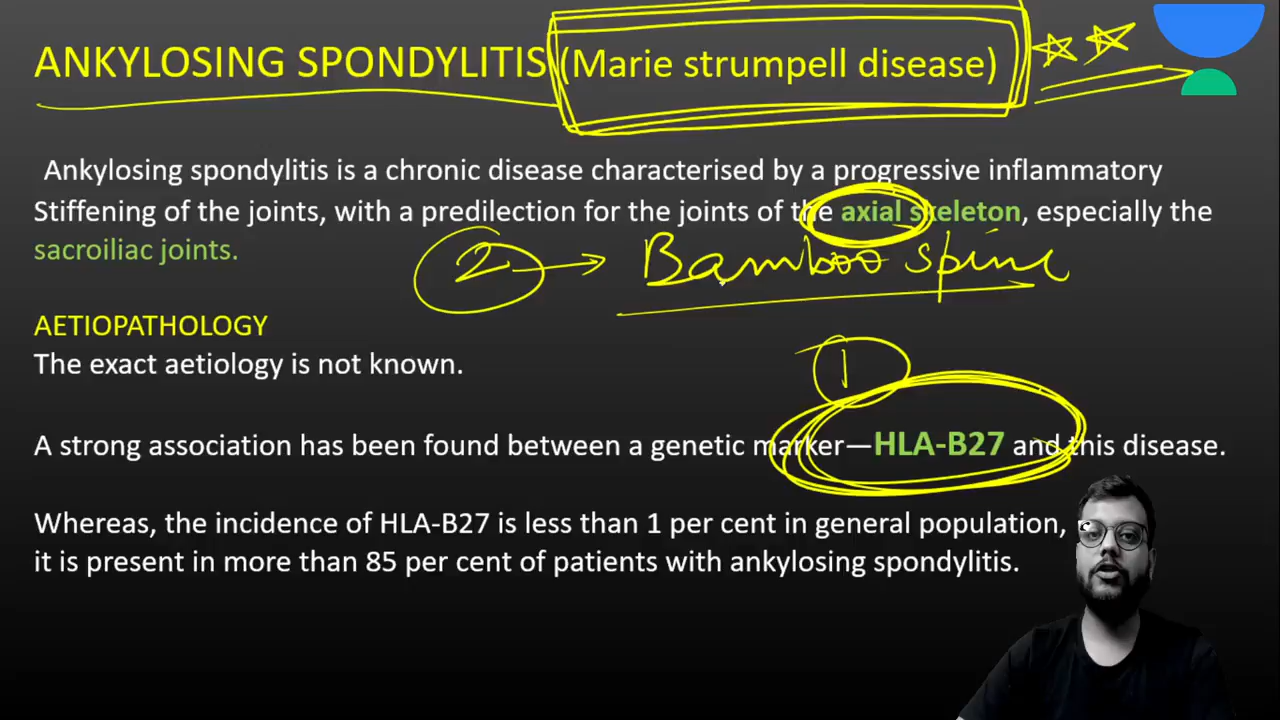 ANKYLOSING SPONDYLITIS (Marie strumpell disease)
Ankylosing spondylitis is a chronic disease characterised by a progressive inflammatory
Stiffening of the joints, with a predilection for the joints of the axial skeleton, especially the
sacroiliac joints.
2 → Bamboo spine
AETIOPATHOLOGY
The exact aetiology is not known.
1
A strong association has been found between a genetic marker—HLA-B27 and this disease.
Whereas, the incidence of HLA-B27 is less than 1 per cent in general population,
it is present in more than 85 per cent of patients with ankylosing spondylitis.